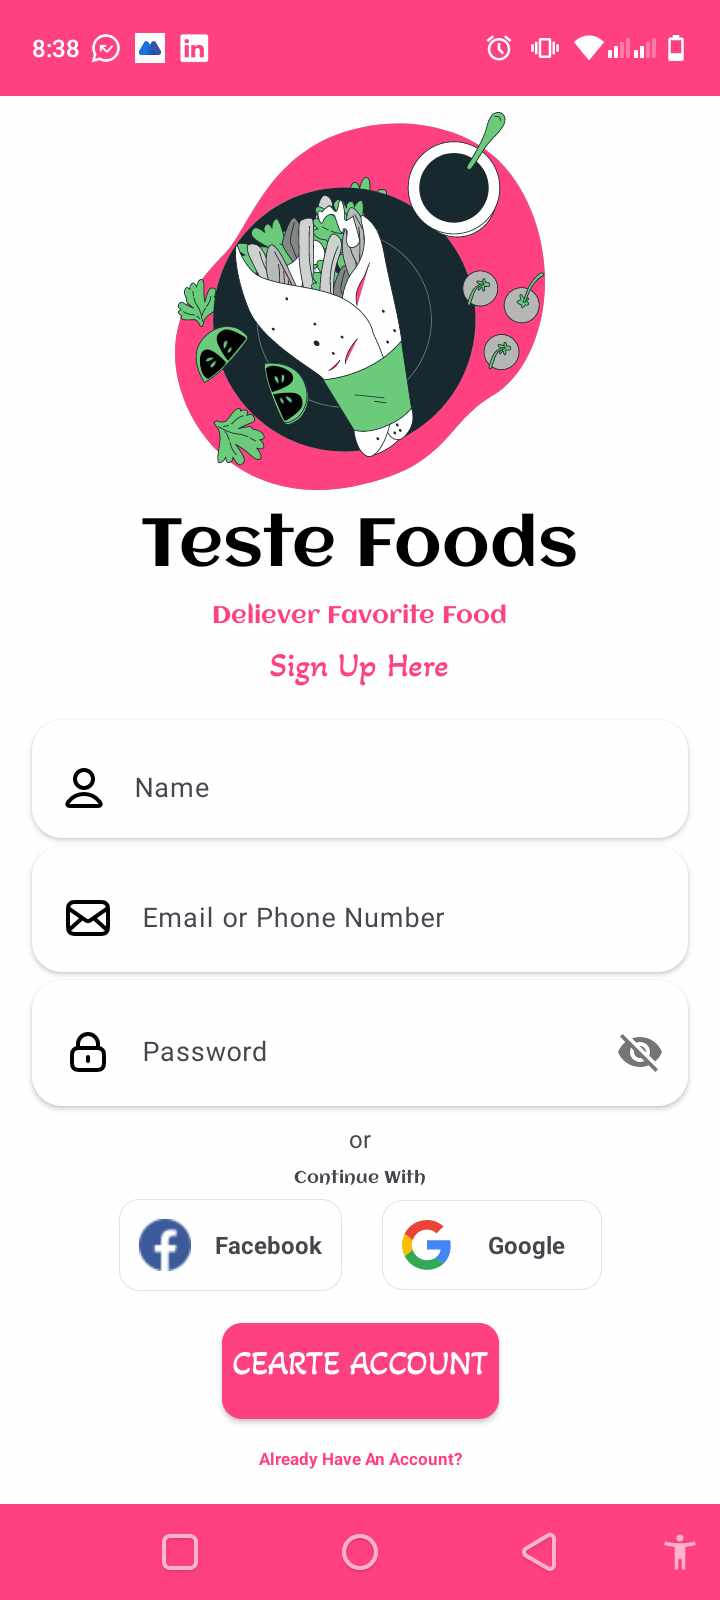 8:38
Teste Foods
Deliever Favorite Food
Sign Up Here
Name
Email or Phone Number
Password
or
Continue With
Facebook
Google
CEARTE ACCOUNT
Already Have An Account?